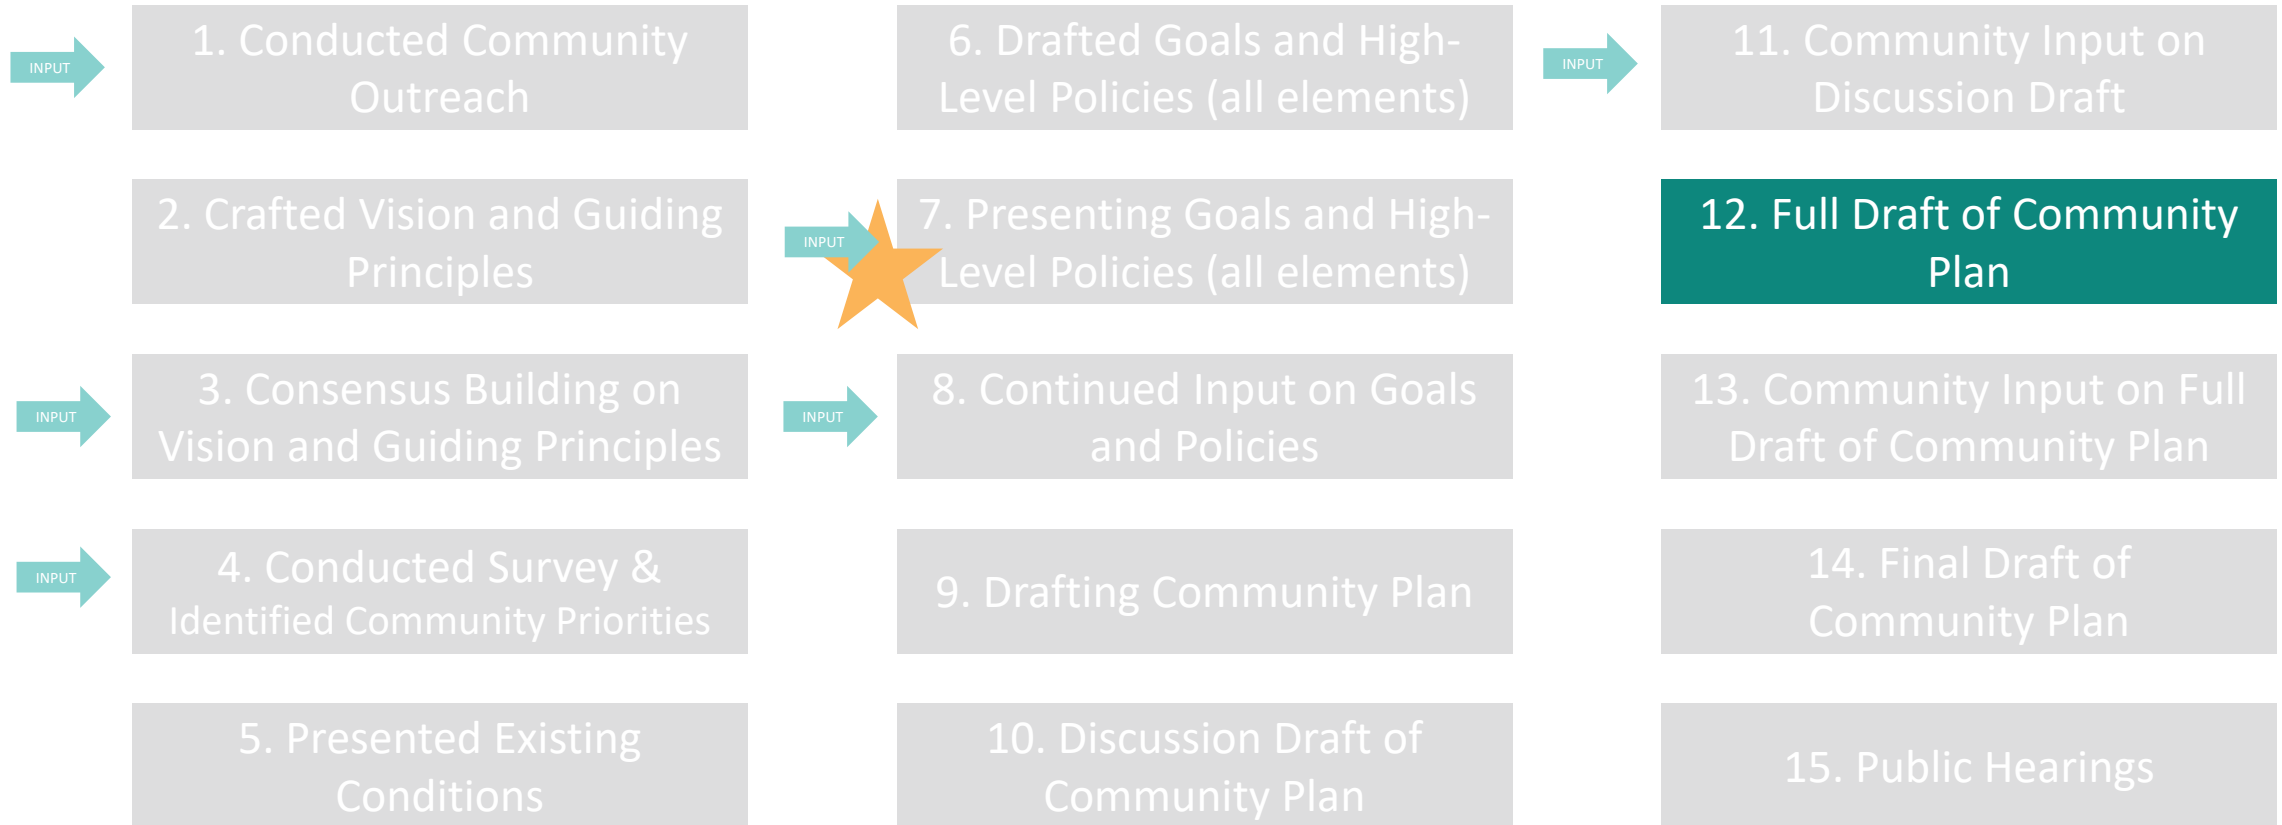 INPUT
1. Conducted Community
Outreach
2. Crafted Vision and Guiding
Principles
INPUT
3. Consensus Building on
Vision and Guiding Principles
INPUT
4. Conducted Survey &
Identified Community Priorities
5. Presented Existing
Conditions
6. Drafted Goals and High-
Level Policies (all elements)
INPUT
7. Presenting Goals and High-
Level Policies (all elements)
INPUT
8. Continued Input on Goals
and Policies
9. Drafting Community Plan
10. Discussion Draft of
Community Plan
INPUT
11. Community Input on
Discussion Draft
12. Full Draft of Community
Plan
13. Community Input on Full
Draft of Community Plan
14. Final Draft of
Community Plan
15. Public Hearings